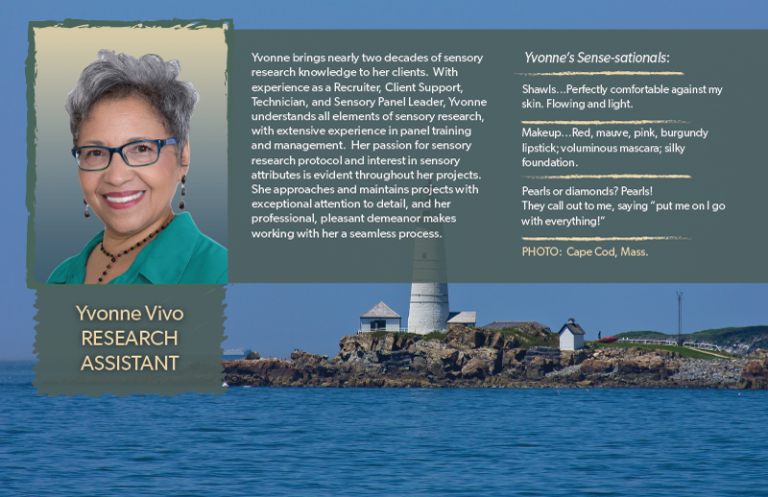 Yvonne brings nearly two decades of sensory
research knowledge to her clients.  With
experience as a Recruiter, Client Support,
Technician, and Sensory Panel Leader, Yvonne
understands all elements of sensory research,
with extensive experience in panel training
and management.  Her passion for sensory
research protocol and interest in sensory
attributes is evident throughout her projects.
She approaches and maintains projects with
exceptional attention to detail, and her
professional, pleasant demeanor makes
working with her a seamless process.
Yvonne's Sense-sationals:
Shawls...Perfectly comfortable against my
skin. Flowing and light.
Makeup...Red, mauve, pink, burgundy
lipstick; voluminous mascara; silky
foundation.
Pearls or diamonds? Pearls!
They call out to me, saying “put me on I go
with everything!”
PHOTO:  Cape Cod, Mass.
Yvonne Vivo
RESEARCH
ASSISTANT